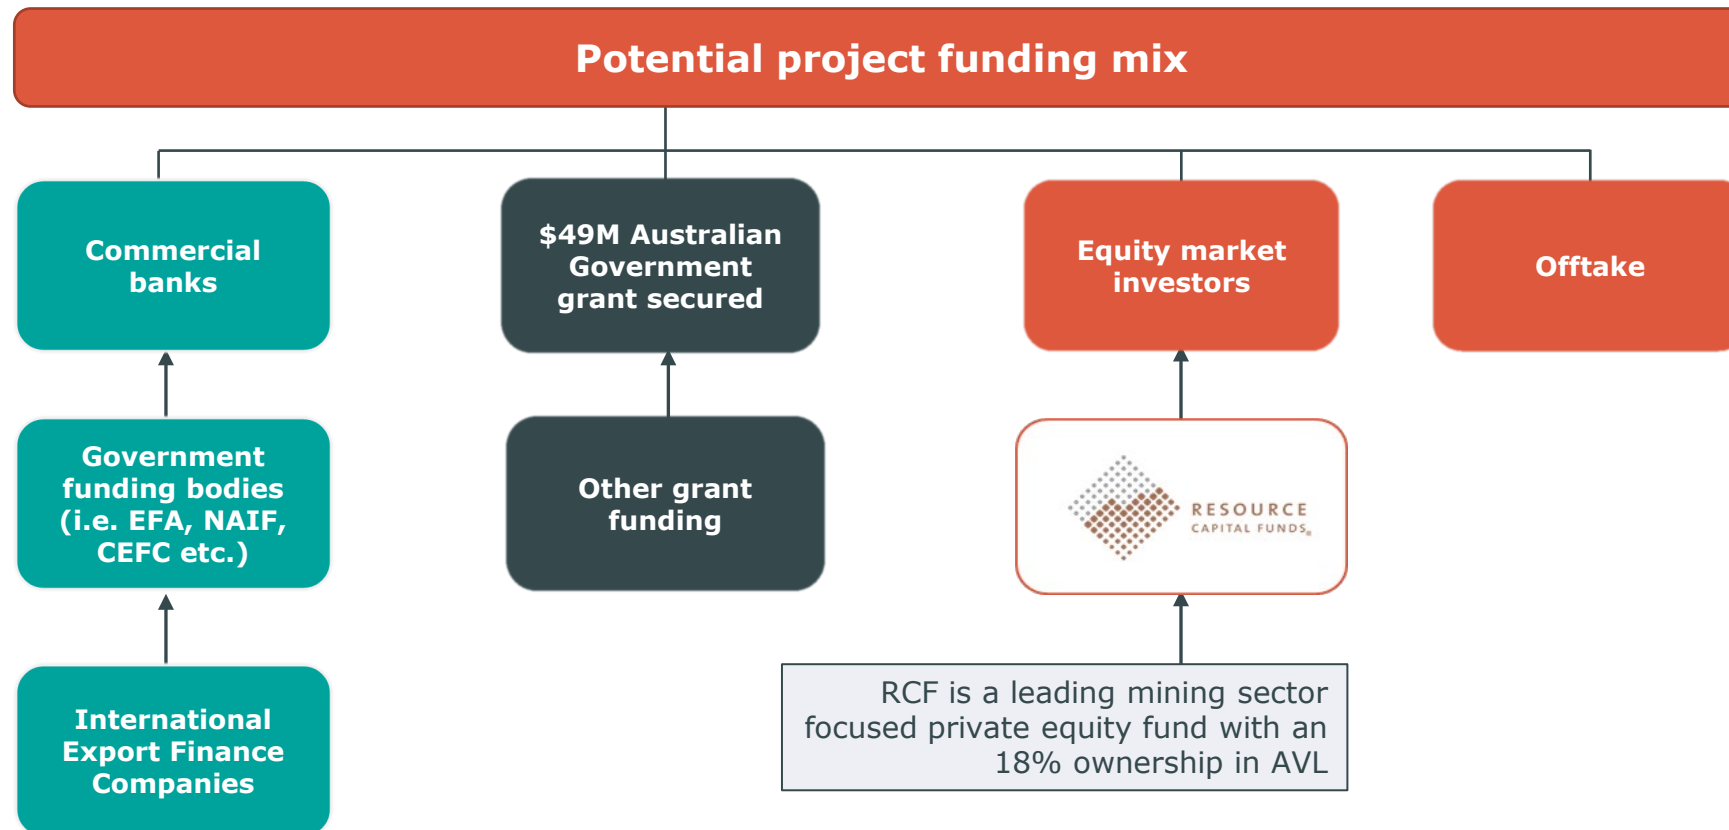 Potential project funding mix
Commercial
banks
$49M Australian
Government
grant secured
Equity market
investors
Offtake
Government
funding bodies
(i.e. EFA, NAIF,
CEFC etc.)
Other grant
funding
RESOURCE
CAPITAL FUNDS®
International
Export Finance
Companies
RCF is a leading mining sector
focused private equity fund with an
18% ownership in AVL